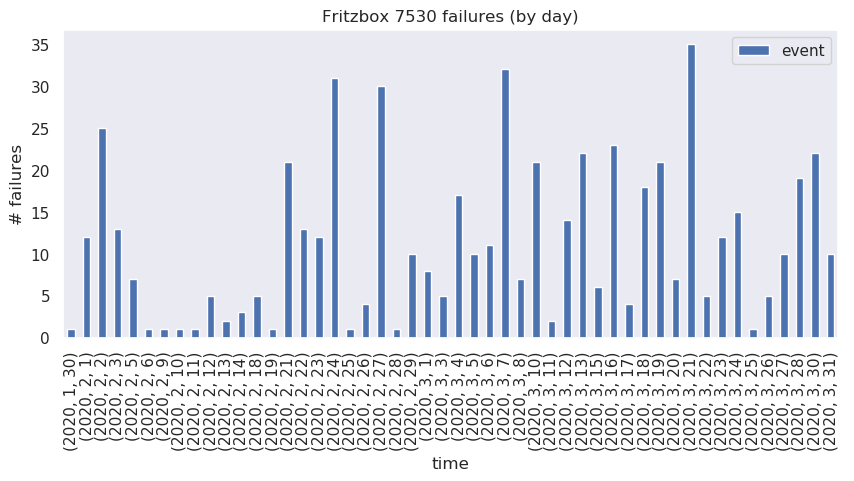 Fritzbox 7530 failures (by day)
event
# failures
35
30
25
20
15
10
5
0
(2020, 1, 30)
(2020, 2, 1)
(2020, 2, 2)
(2020, 2, 3)
(2020, 2, 5)
(2020, 2, 6)
(2020, 2, 9)
(2020, 2, 10)
(2020, 2, 11)
(2020, 2, 12)
(2020, 2, 13)
(2020, 2, 14)
(2020, 2, 18)
(2020, 2, 19)
(2020, 2, 21)
(2020, 2, 22)
(2020, 2, 23)
(2020, 2, 24)
(2020, 2, 25)
(2020, 2, 26)
(2020, 2, 27)
(2020, 2, 28)
(2020, 2, 29)
(2020, 3, 1)
(2020, 3, 3)
(2020, 3, 4)
(2020, 3, 5)
(2020, 3, 6)
(2020, 3, 7)
(2020, 3, 8)
(2020, 3, 10)
(2020, 3, 11)
(2020, 3, 12)
(2020, 3, 13)
(2020, 3, 15)
(2020, 3, 16)
(2020, 3, 17)
(2020, 3, 18)
(2020, 3, 19)
(2020, 3, 20)
(2020, 3, 21)
(2020, 3, 22)
(2020, 3, 23)
(2020, 3, 24)
(2020, 3, 25)
(2020, 3, 26)
(2020, 3, 27)
(2020, 3, 28)
(2020, 3, 30)
(2020, 3, 31)
time